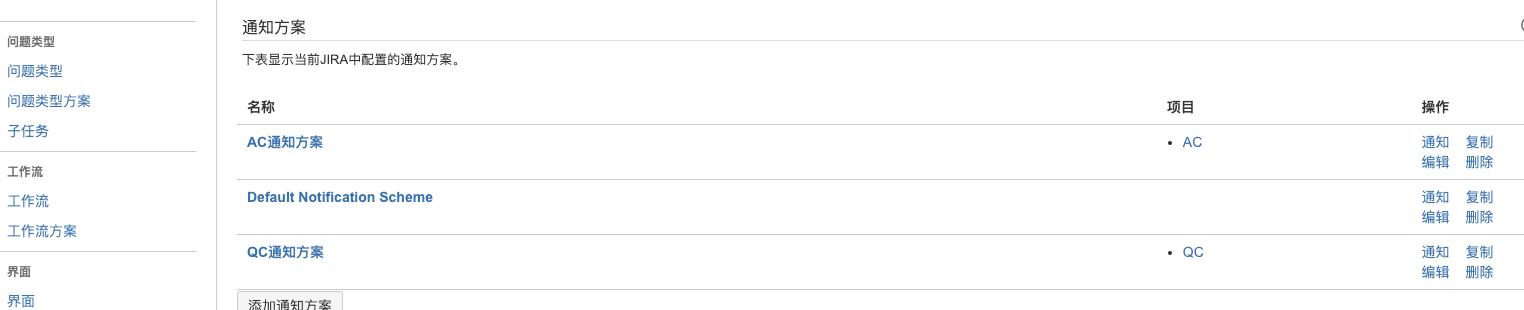 问题类型
问题类型
问题类型方案
子任务
工作流
工作流
工作流方案
界面
界面
通知方案
下表显示当前JIRA中配置的通知方案。
名称 项目 操作
AC通知方案 • AC 通知 复制
编辑 删除
Default Notification Scheme 通知 复制
编辑 删除
QC通知方案 • QC 通知 复制
编辑 删除
添加通知方案